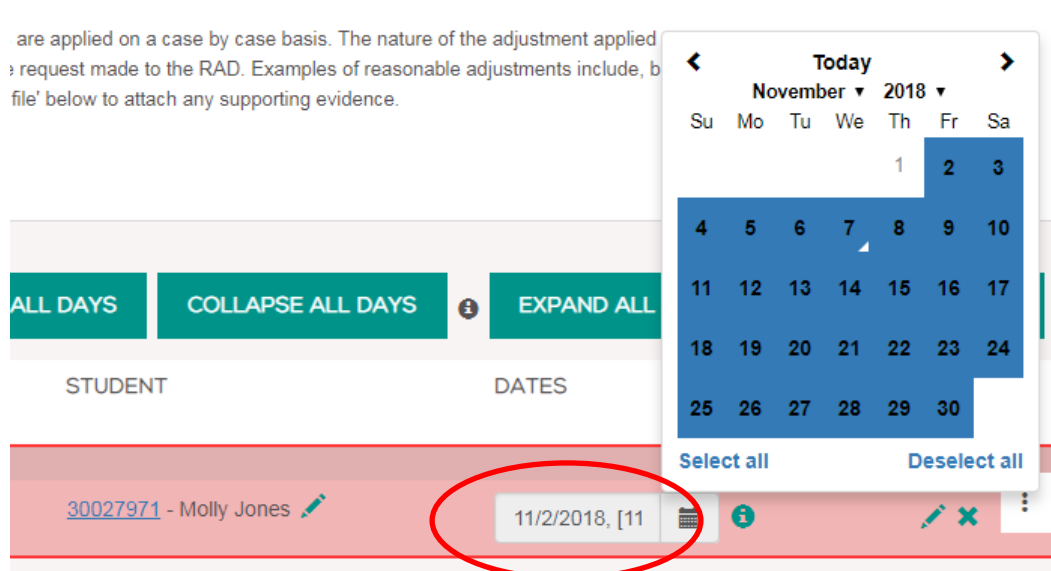 are applied on a case by case basis. The nature of the adjustment applied
request made to the RAD. Examples of reasonable adjustments include, b
file' below to attach any supporting evidence.
Today
November ▾ 2018 ▾
Su Mo Tu We Th Fr Sa
1 2 3
4 5 6 7 8 9 10
11 12 13 14 15 16 17
18 19 20 21 22 23 24
25 26 27 28 29 30
Select all Deselect all
ALL DAYS COLLAPSE ALL DAYS EXPAND ALL
STUDENT DATES
30027971 - Molly Jones 11/2/2018, [11